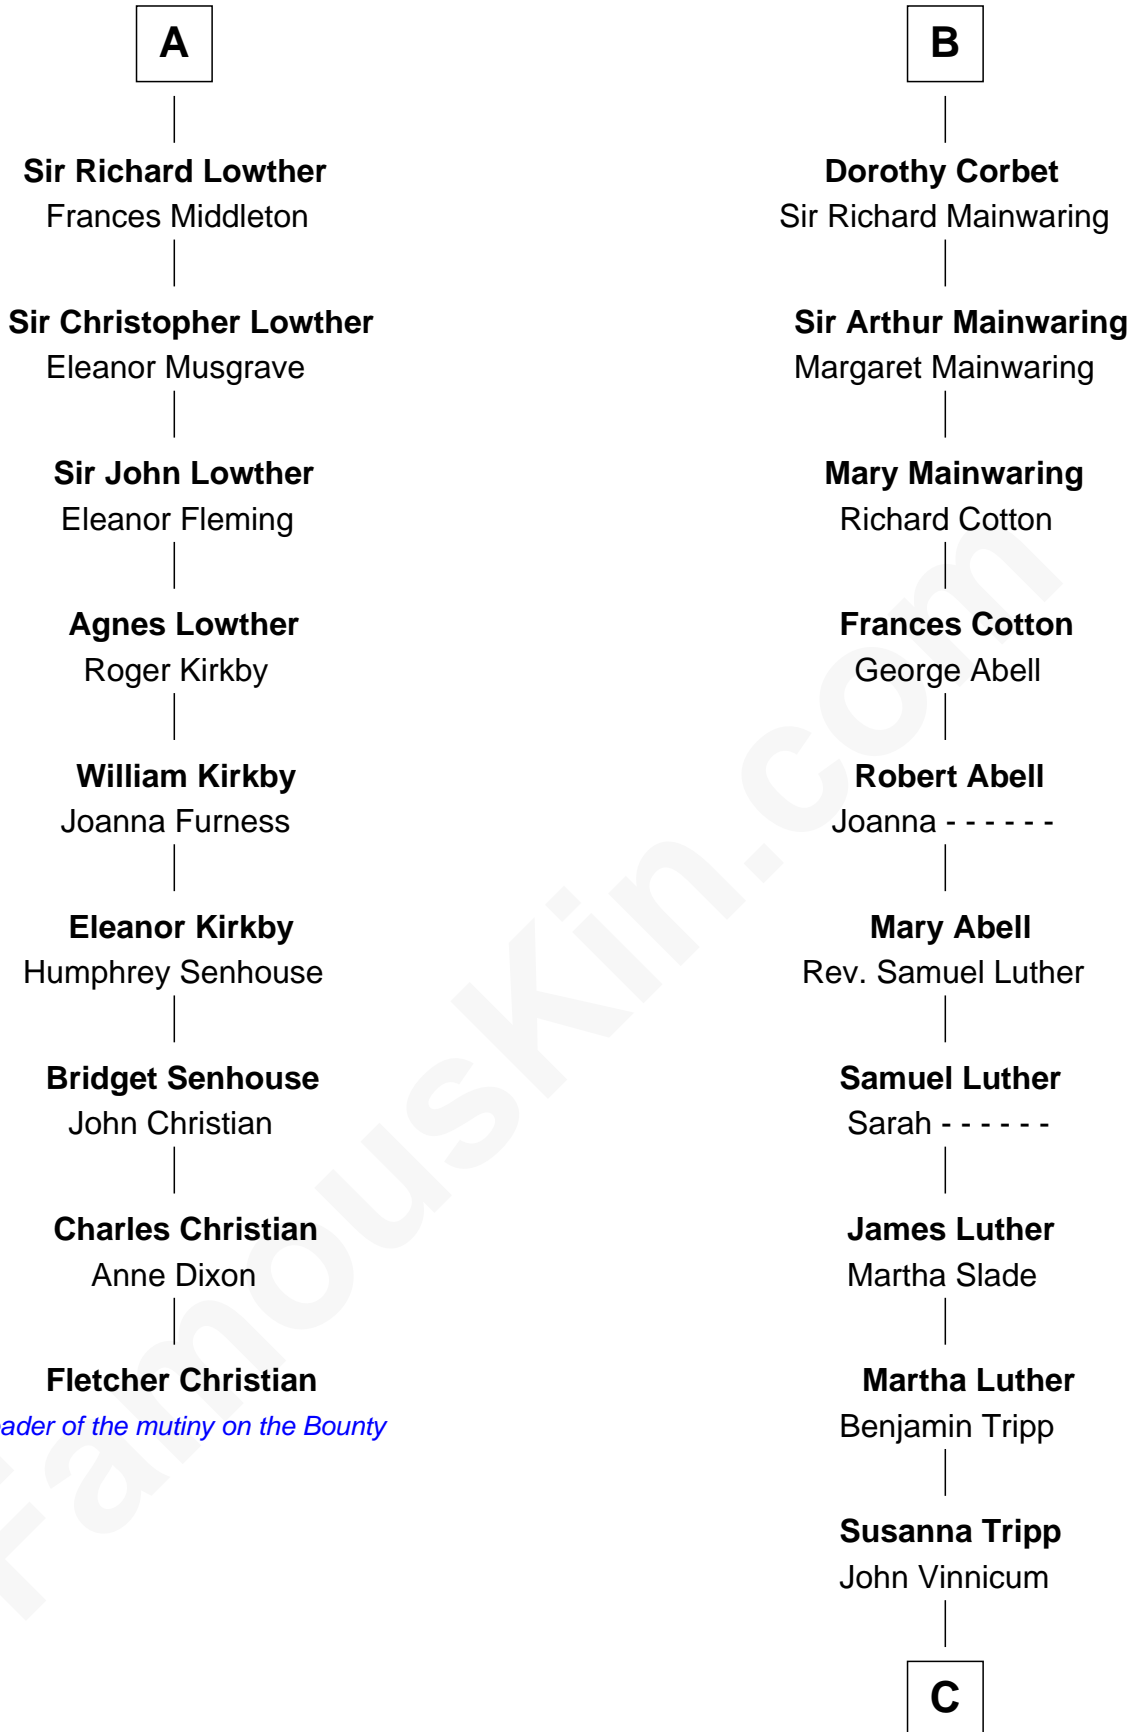 A
Sir Richard Lowther
Frances Middleton
Sir Christopher Lowther
Eleanor Musgrave
Sir John Lowther
Eleanor Fleming
Agnes Lowther
Roger Kirkby
William Kirkby
Joanna Furness
Eleanor Kirkby
Humphrey Senhouse
Bridget Senhouse
John Christian
Charles Christian
Anne Dixon
Fletcher Christian
ader of the mutiny on the Bounty
B
Dorothy Corbet
Sir Richard Mainwaring
Sir Arthur Mainwaring
Margaret Mainwaring
Mary Mainwaring
Richard Cotton
Frances Cotton
George Abell
Robert Abell
Joanna - - - - - -
Mary Abell
Rev. Samuel Luther
Samuel Luther
Sarah - - - - - -
James Luther
Martha Slade
Martha Luther
Benjamin Tripp
Susanna Tripp
John Vinnicum
C
FamousKin.com